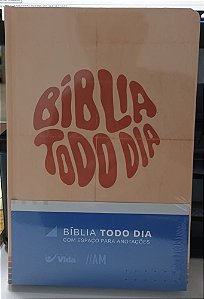 BÍBLIA
TODO DIA
BÍBLIA TODO DIA
COM ESPAÇO PARA ANOTAÇÕES
Vida //AM